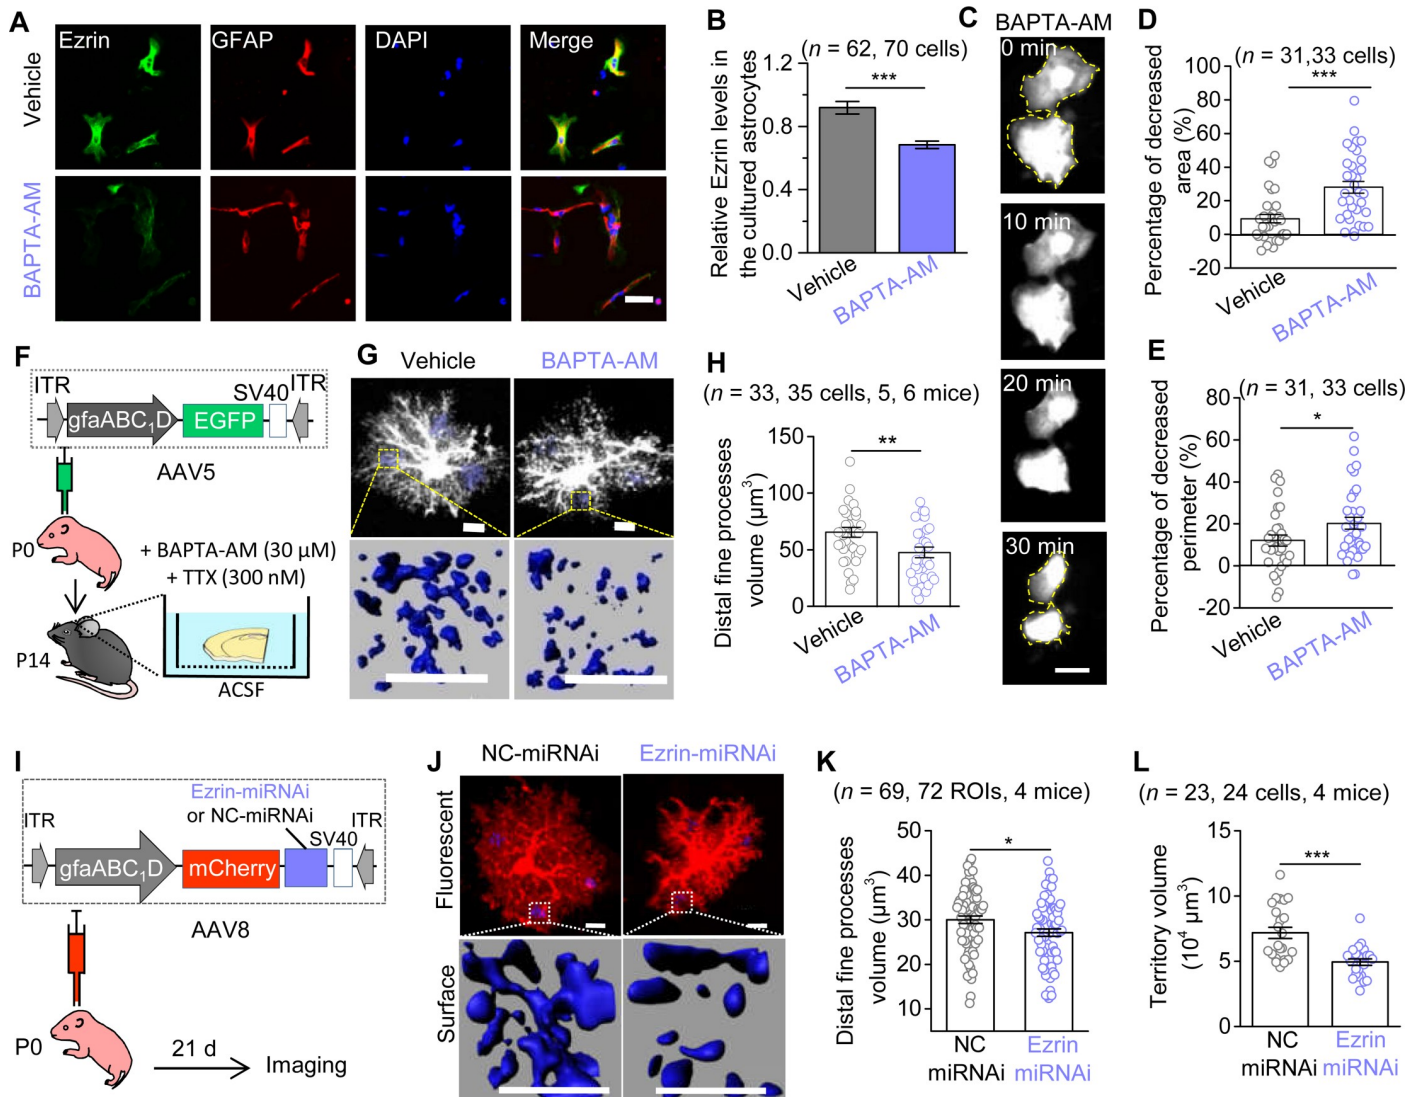 A
Vehicle
BAPTA-AM
Ezrin
GFAP
DAPI
Merge
B
(n = 62, 70 cells)
Relative Ezrin levels in
the cultured astrocytes
1.2
0.8
0.4
0.0
***
Vehicle
BAPTA-AM
C
BAPTA-AM
0 min
10 min
20 min
30 min
D
(n = 31,33 cells)
Percentage of decreased
area (%)
100
80
60
40
20
0
-20
***
Vehicle
BAPTA-AM
E
(n = 31, 33 cells)
Percentage of decreased
perimeter (%)
80
60
40
20
0
-20
*
Vehicle
BAPTA-AM
F
ITR
SV40
ITR
gfaABC₁D
EGFP
AAV5
P0
+ BAPTA-AM (30 µM)
+ TTX (300 nM)
P14
ACSF
G
Vehicle
BAPTA-AM
H
(n = 33, 35 cells, 5, 6 mice)
Distal fine processes
volume (µm³)
150
100
50
0
**
Vehicle
BAPTA-AM
I
Ezrin-miRNAi
or NC-miRNAi
ITR
SV40
ITR
gfaABC₁D
mCherry
AAV8
P0
21 d
Imaging
J
NC-miRNAi
Ezrin-miRNAi
Fluorescent
Surface
K
(n = 69, 72 ROIs, 4 mice)
Distal fine processes
volume (µm³)
50
40
30
20
10
*
NC
miRNAi
Ezrin
miRNAi
L
(n = 23, 24 cells, 4 mice)
Territory volume
(10⁴ µm³)
15
10
5
0
***
NC
miRNAi
Ezrin
miRNAi